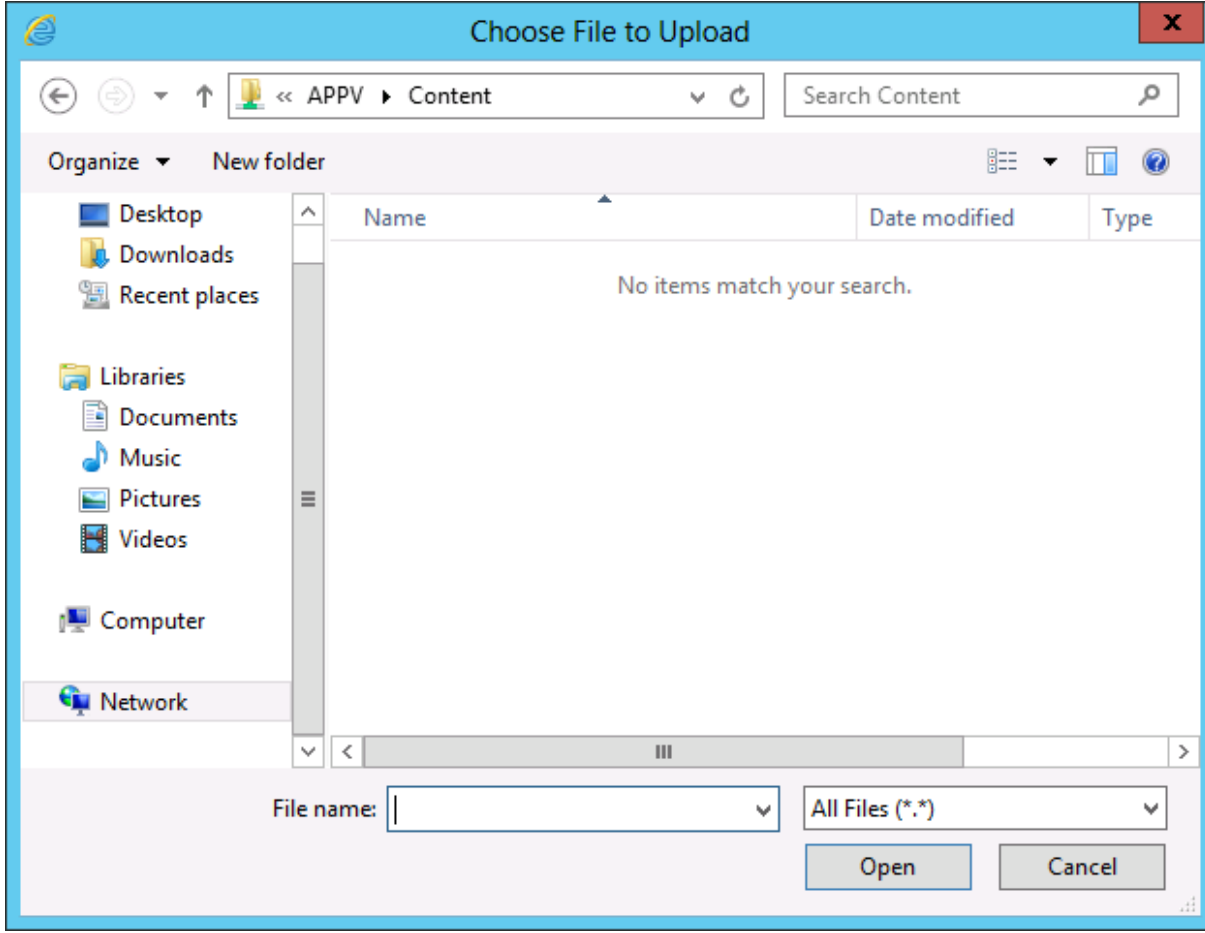 Choose File to Upload
x
« APPV Content
Search Content
Organize New folder
Name Date modified Type
No items match your search.
Desktop
Downloads
Recent places
Libraries
Documents
Music
Pictures
Videos
Computer
Network
File name:
All Files (*.*)
Open Cancel